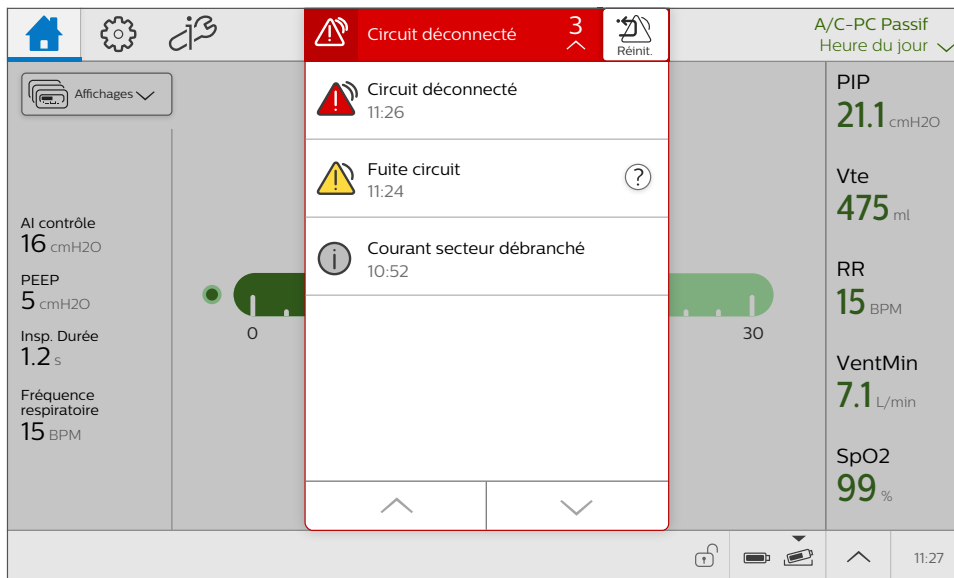 Circuit déconnecté
3
Réinit.
A/C-PC Passif
Heure du jour
Affichages
AI contrôle
16 cmH2O
PEEP
5 cmH2O
Insp. Durée
1.2 s
Fréquence
respiratoire
15 BPM
0
Circuit déconnecté
11:26
Fuite circuit
11:24
?
Courant secteur débranché
10:52
30
PIP
21.1 cmH2O
Vte
475 ml
RR
15 BPM
VentMin
7.1 L/min
SpO2
99 %
11:27